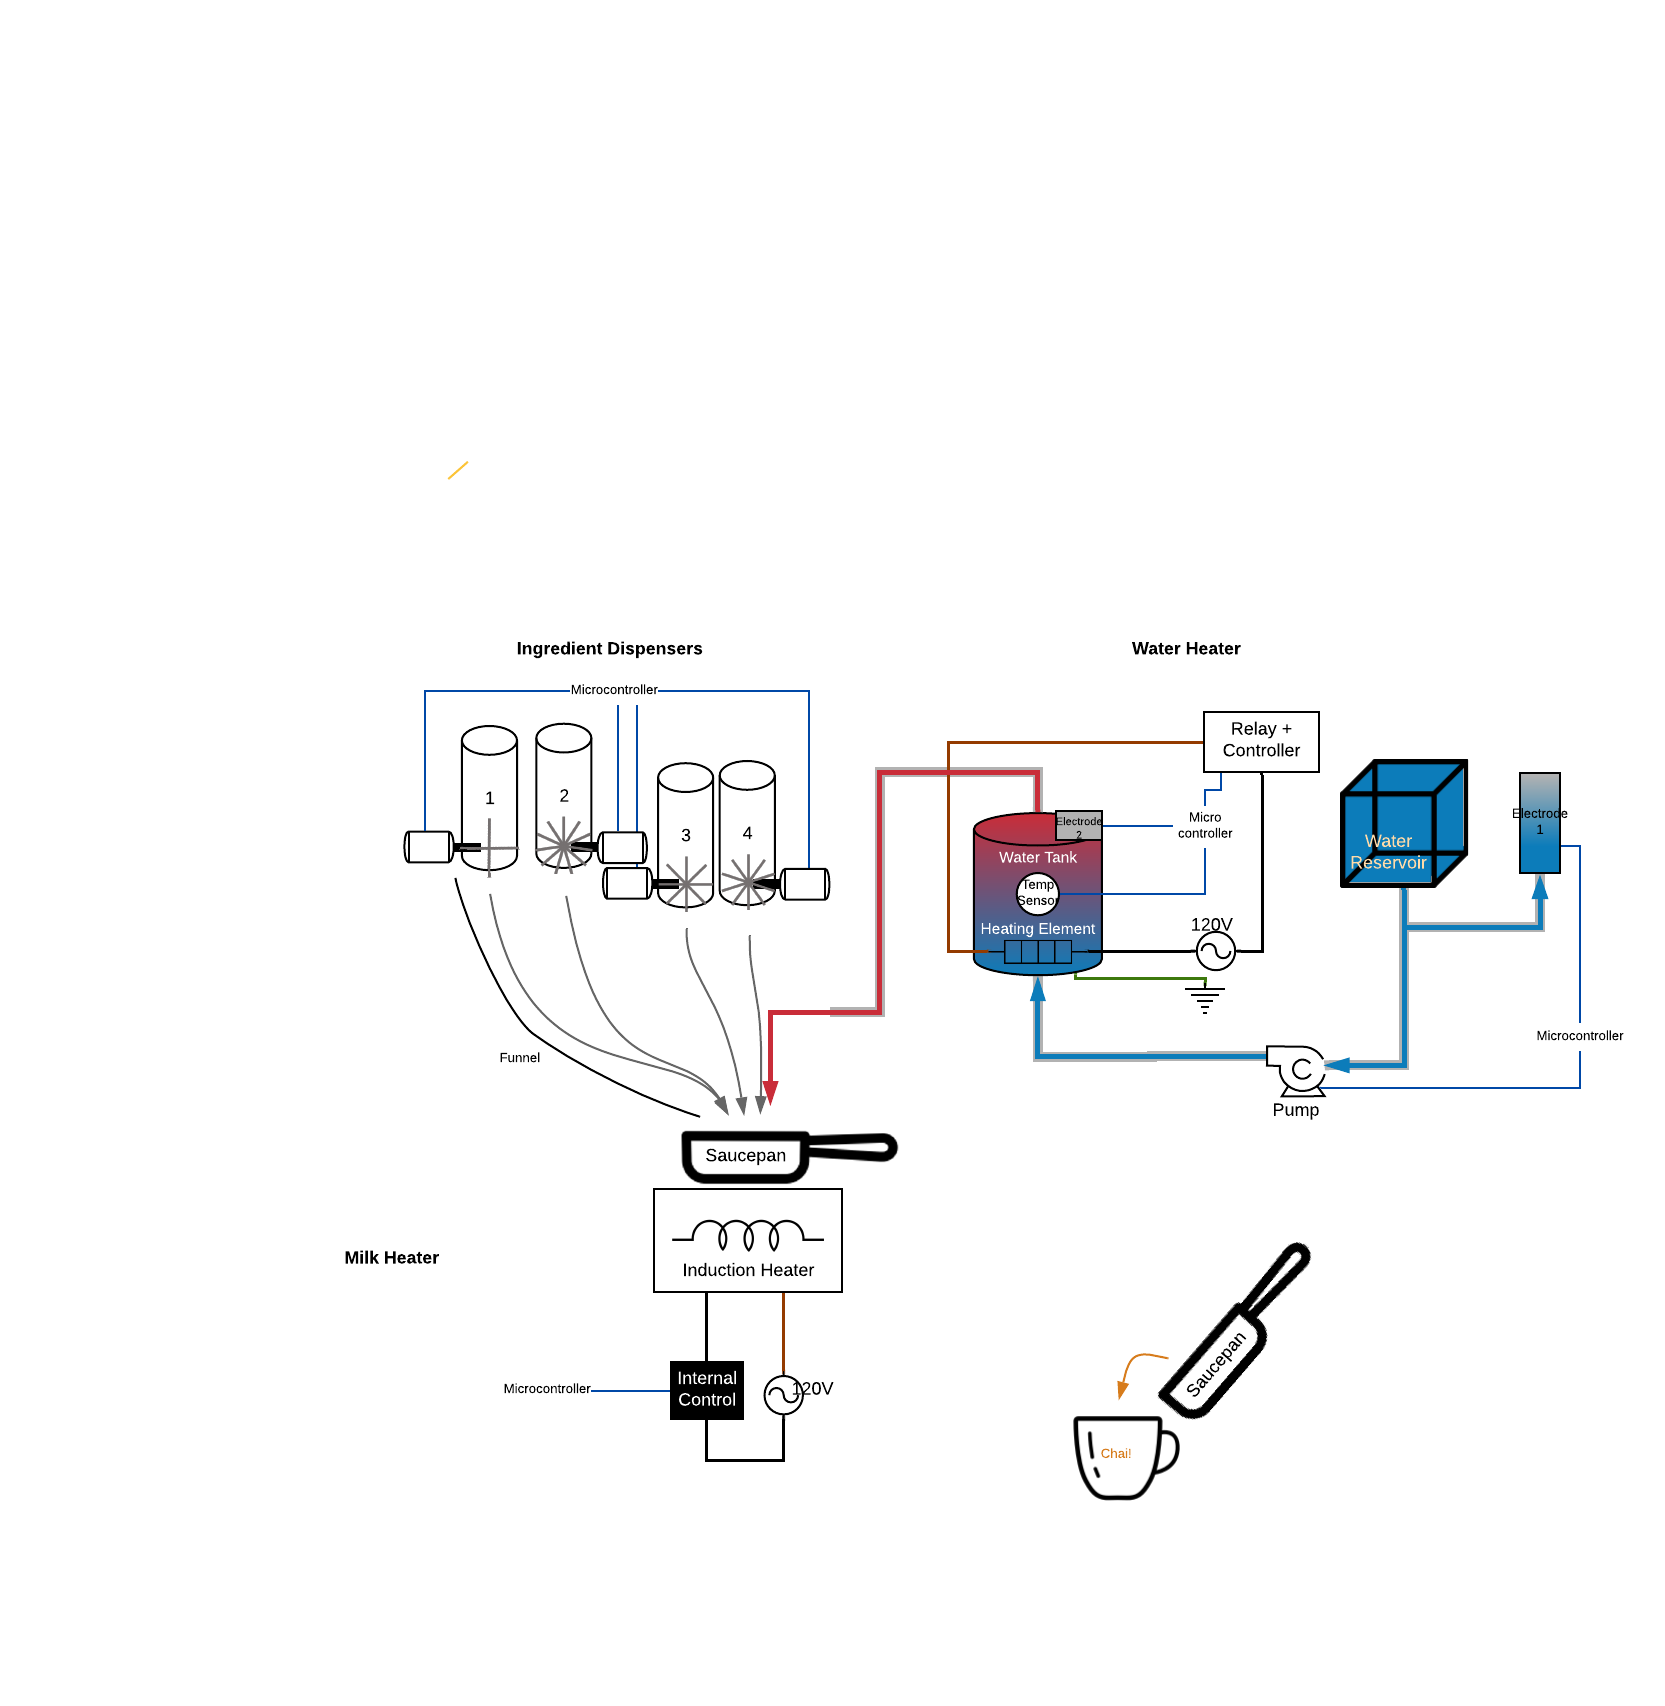 Ingredient Dispensers
Water Heater
Microcontroller
Relay +
Controller
1
2
3
4
Electrode
2
Micro
controller
Electrode
1
Water
Reservoir
Water Tank
Temp
Sensor
Heating Element
120V
Microcontroller
Funnel
Pump
Saucepan
Milk Heater
Induction Heater
Internal
Control
Microcontroller
120V
Saucepan
Chai!